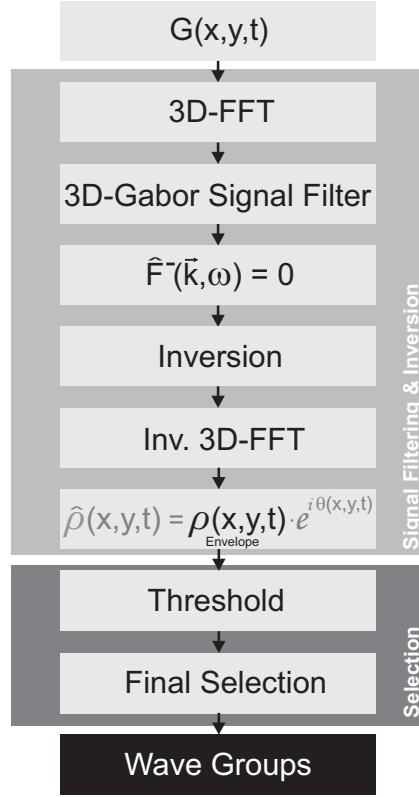 G(x,y,t)
3D-FFT
3D-Gabor Signal Filter
F̂⁻(k⃗,ω) = 0
Inversion
Inv. 3D-FFT
ρ̂(x,y,t) = ρ(x,y,t) · e^{iθ(x,y,t)}
Envelope
Signal Filtering & Inversion
Threshold
Final Selection
Selection
Wave Groups